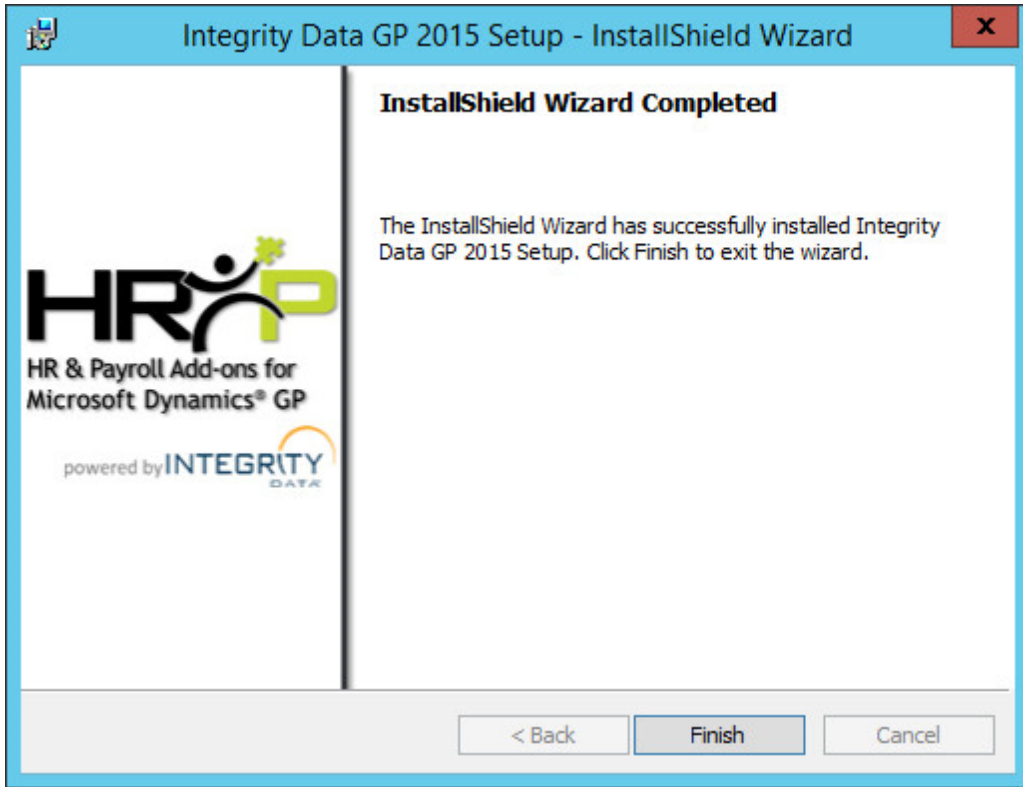 Integrity Data GP 2015 Setup - InstallShield Wizard
x
InstallShield Wizard Completed
The InstallShield Wizard has successfully installed Integrity
Data GP 2015 Setup. Click Finish to exit the wizard.
HR P
HR & Payroll Add-ons for
Microsoft Dynamics® GP
powered by INTEGRITY
DATA
< Back
Finish
Cancel